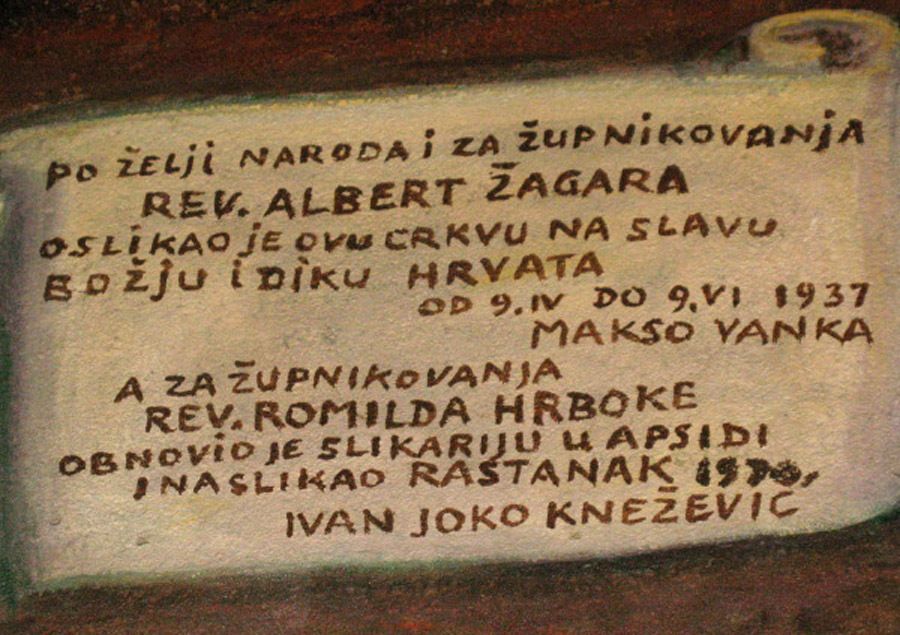 PO ŽELJI NARODA I ZA ŽUPNIKOVANJA
REV. ALBERT ŽAGARA
OSLIKAO JE OVU CRKVU NA SLAVU
BOŽJU I DIKU HRVATA
OD 9.IV DO 9.VI 1937
MAKSO VANKA
A ZA ŽUPNIKOVANJA
REV. ROMILDA HRBOKE
OBNOVIO JE SLIKARIJU U APSIDI
I NASLIKAO RASTANAK
IVAN JOKO KNEŽEVIC